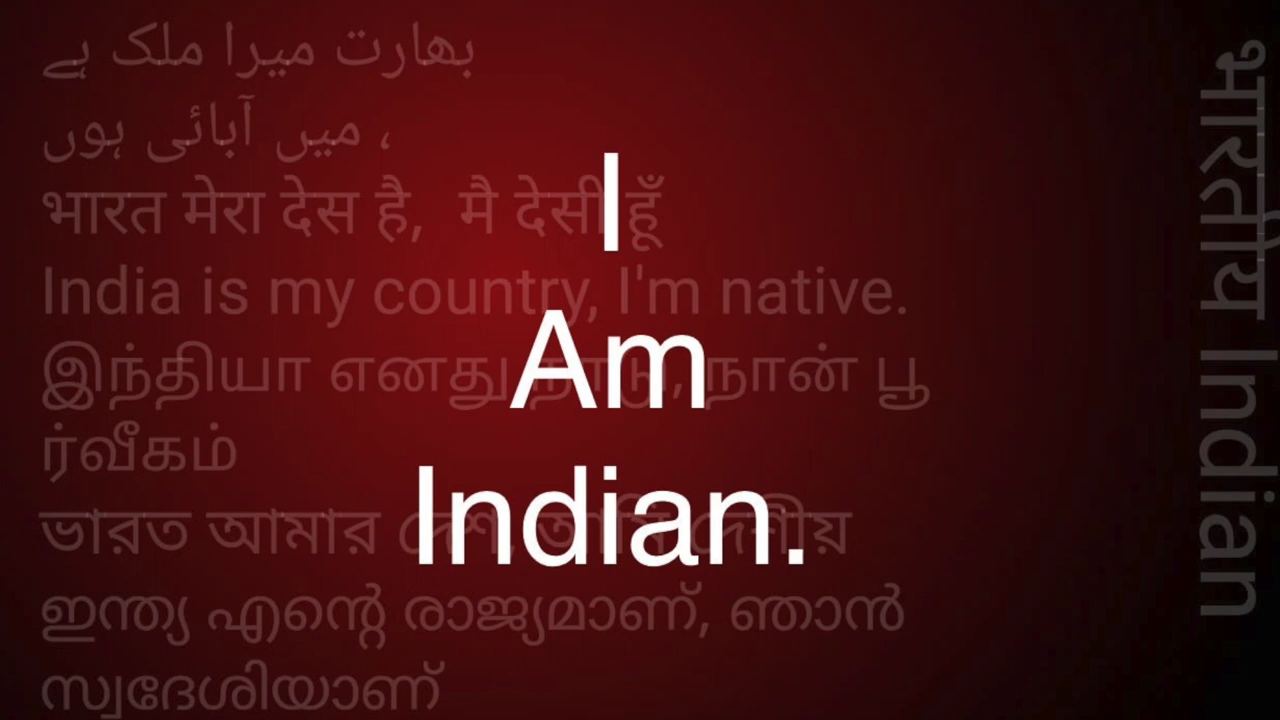 بھارت میرا ملک ہے
میں آبائی ہوں ،
भारत मेरा देस है, मै देसी हूँ
India is my country, I'm native.
இந்தியா எனது நாடு, நான் பூ
ர்வீகம்
ভারত আমার দেশ, আমি দেশীয়
ഇന്ത്യ എന്റെ രാജ്യമാണ്, ഞാൻ
സ്വദേശിയാണ്
I
Am
Indian.
भारतीय Indian